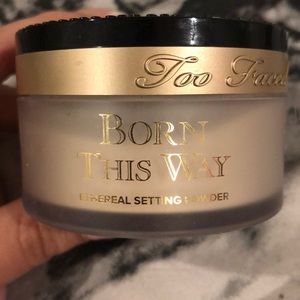 Too Faced
BORN
THIS WAY
ETHEREAL SETTING POWDER